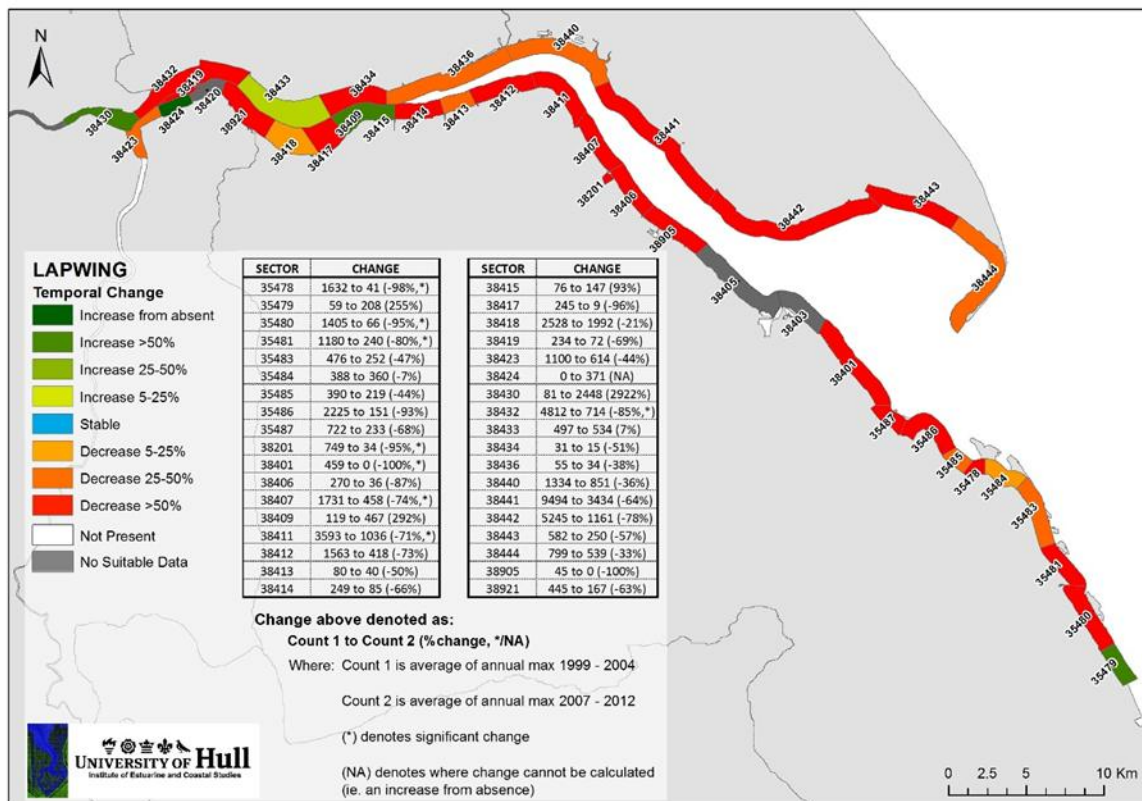 N
38432
38419
38420
38430
38424
38423
38921
38433
38418
38417
38434
38409
38415
38436
38414
38413
38412
38440
38411
38407
38201
38406
38905
38441
38442
38443
38444
38405
38403
38401
35487
35486
35485
35478
35484
35483
35481
35480
35479
LAPWING
Temporal Change
Increase from absent
Increase >50%
Increase 25-50%
Increase 5-25%
Stable
Decrease 5-25%
Decrease 25-50%
Decrease >50%
Not Present
No Suitable Data
SECTOR CHANGE
35478 1632 to 41 (-98%,*)
35479 59 to 208 (255%)
35480 1405 to 66 (-95%,*)
35481 1180 to 240 (-80%,*)
35483 476 to 252 (-47%)
35484 388 to 360 (-7%)
35485 390 to 219 (-44%)
35486 2225 to 151 (-93%)
35487 722 to 233 (-68%)
38201 749 to 34 (-95%,*)
38401 459 to 0 (-100%,*)
38406 270 to 36 (-87%)
38407 1731 to 458 (-74%,*)
38409 119 to 467 (292%)
38411 3593 to 1036 (-71%,*)
38412 1563 to 418 (-73%)
38413 80 to 40 (-50%)
38414 249 to 85 (-66%)
SECTOR CHANGE
38415 76 to 147 (93%)
38417 245 to 9 (-96%)
38418 2528 to 1992 (-21%)
38419 234 to 72 (-69%)
38423 1100 to 614 (-44%)
38424 0 to 371 (NA)
38430 81 to 2448 (2922%)
38432 4812 to 714 (-85%,*)
38433 497 to 534 (7%)
38434 31 to 15 (-51%)
38436 55 to 34 (-38%)
38440 1334 to 851 (-36%)
38441 9494 to 3434 (-64%)
38442 5245 to 1161 (-78%)
38443 582 to 250 (-57%)
38444 799 to 539 (-33%)
38905 45 to 0 (-100%)
38921 445 to 167 (-63%)
Change above denoted as:
Count 1 to Count 2 (%change, */NA)
Where: Count 1 is average of annual max 1999 - 2004
Count 2 is average of annual max 2007 - 2012
(*) denotes significant change
(NA) denotes where change cannot be calculated
(ie. an increase from absence)
UNIVERSITY OF Hull
Institute of Estuarine and Coastal Studies
0 2.5 5 10 Km